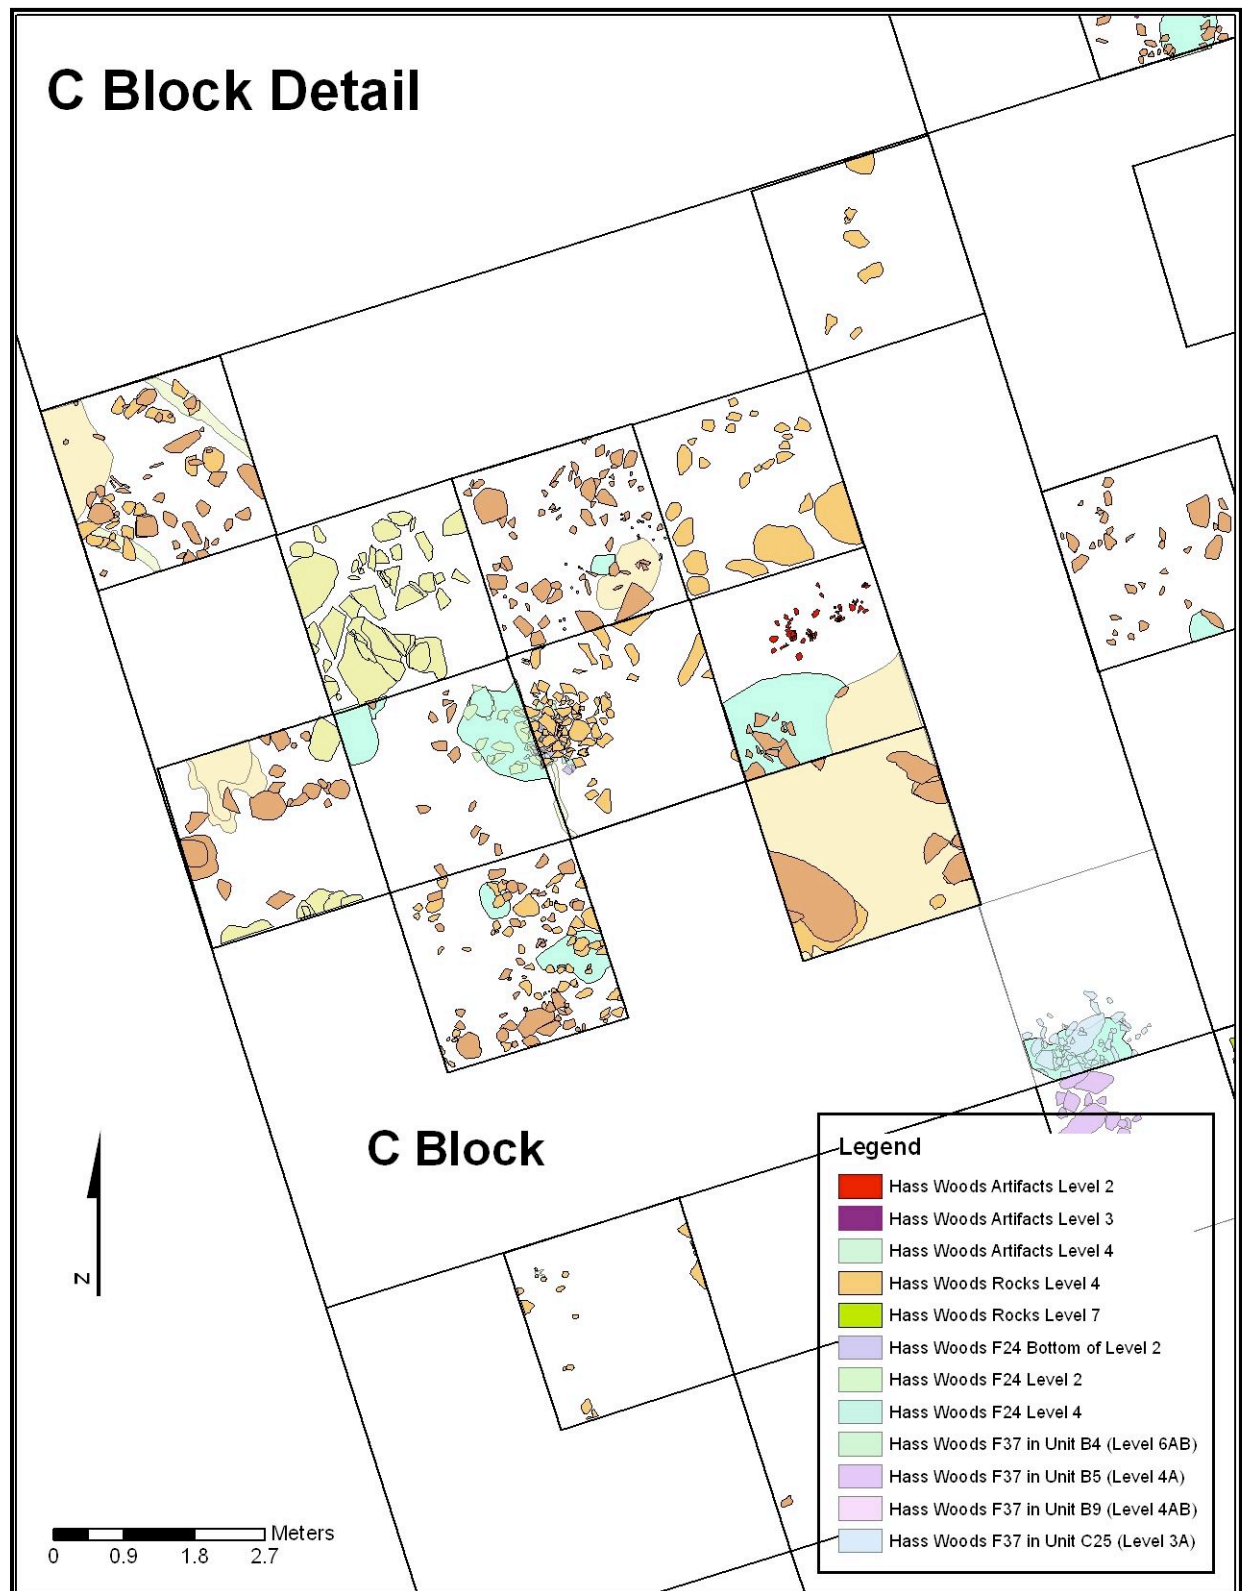 C Block Detail
C Block
Legend
Hass Woods Artifacts Level 2
Hass Woods Artifacts Level 3
Hass Woods Artifacts Level 4
Hass Woods Rocks Level 4
Hass Woods Rocks Level 7
Hass Woods F24 Bottom of Level 2
Hass Woods F24 Level 2
Hass Woods F24 Level 4
Hass Woods F37 in Unit B4 (Level 6AB)
Hass Woods F37 in Unit B5 (Level 4A)
Hass Woods F37 in Unit B9 (Level 4AB)
Hass Woods F37 in Unit C25 (Level 3A)
N
Meters
0 0.9 1.8 2.7